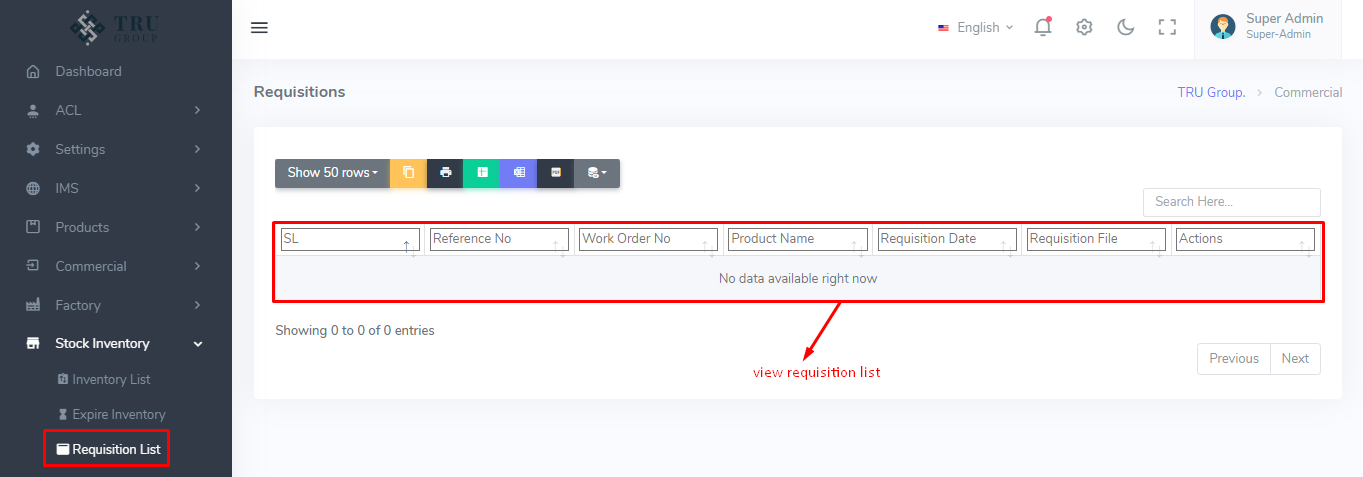 TRU
GROUP
English
Super Admin
Super-Admin
Dashboard
ACL
Settings
IMS
Products
Commercial
Factory
Stock Inventory
Inventory List
Expire Inventory
Requisition List
Requisitions
TRU Group. > Commercial
Show 50 rows
PDF
Search Here...
SL Reference No Work Order No Product Name Requisition Date Requisition File Actions
No data available right now
Showing 0 to 0 of 0 entries
view requisition list
Previous Next